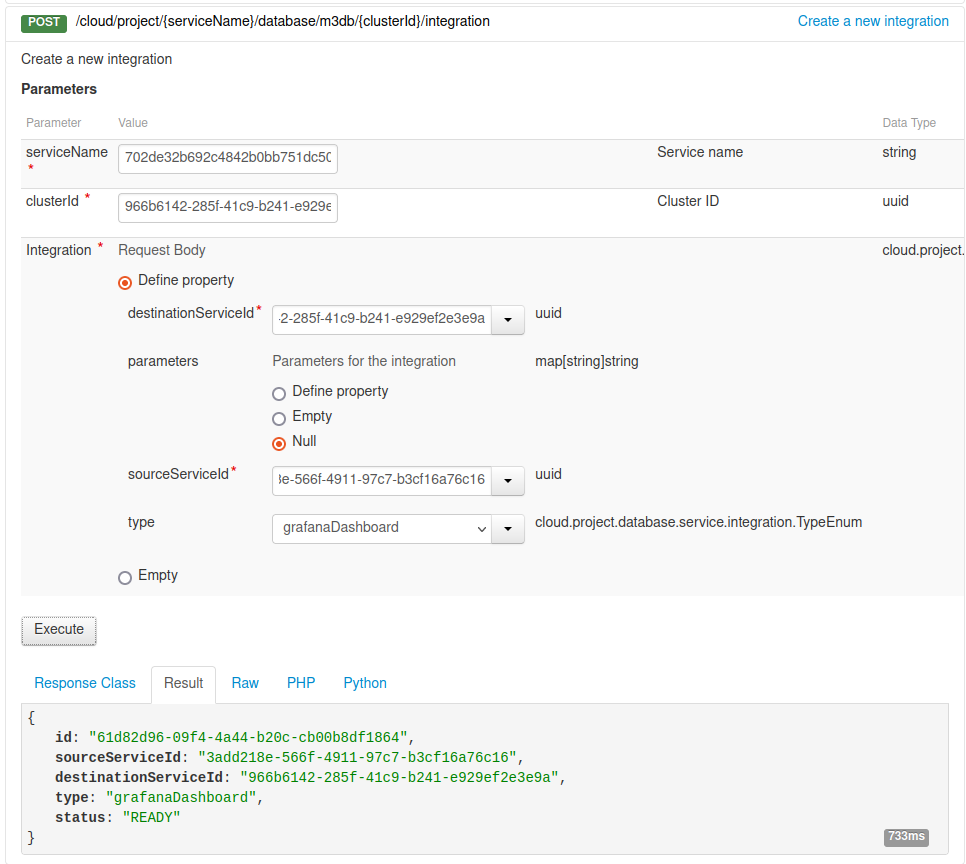 POST /cloud/project/{serviceName}/database/m3db/{clusterId}/integration Create a new integration
Create a new integration
Parameters
Parameter Value Data Type
serviceName * 702de32b692c4842b0bb751dc50 Service name string
clusterId * 966b6142-285f-41c9-b241-e929e Cluster ID uuid
Integration * Request Body cloud.project.
Define property
destinationServiceId * -2-285f-41c9-b241-e929ef2e3e9a uuid
parameters Parameters for the integration map[string]string
Define property
Empty
Null
sourceServiceId * 3e-566f-4911-97c7-b3cf16a76c16 uuid
type grafanaDashboard cloud.project.database.service.integration.TypeEnum
Empty
Execute
Response Class Result Raw PHP Python
{
id: "61d82d96-09f4-4a44-b20c-cb00b8df1864",
sourceServiceId: "3add218e-566f-4911-97c7-b3cf16a76c16",
destinationServiceId: "966b6142-285f-41c9-b241-e929ef2e3e9a",
type: "grafanaDashboard",
status: "READY"
}
733ms